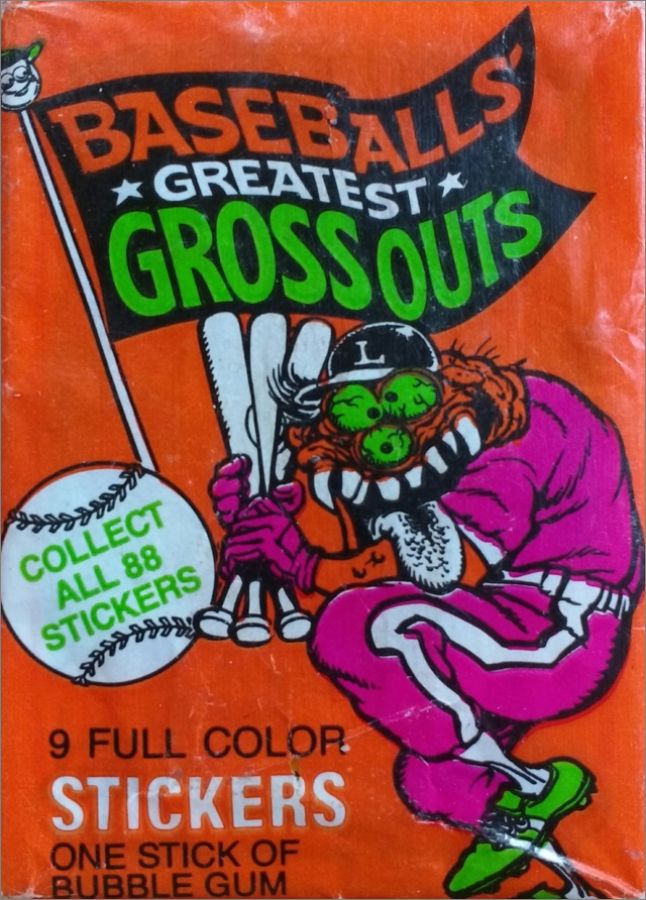 BASEBALLS'
GREATEST
GROSS OUTS
L
COLLECT
ALL 88
STICKERS
9 FULL COLOR
STICKERS
ONE STICK OF
BUBBLE GUM